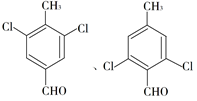 CH₃ CH₃
Cl Cl
、 Cl Cl
CHO CHO